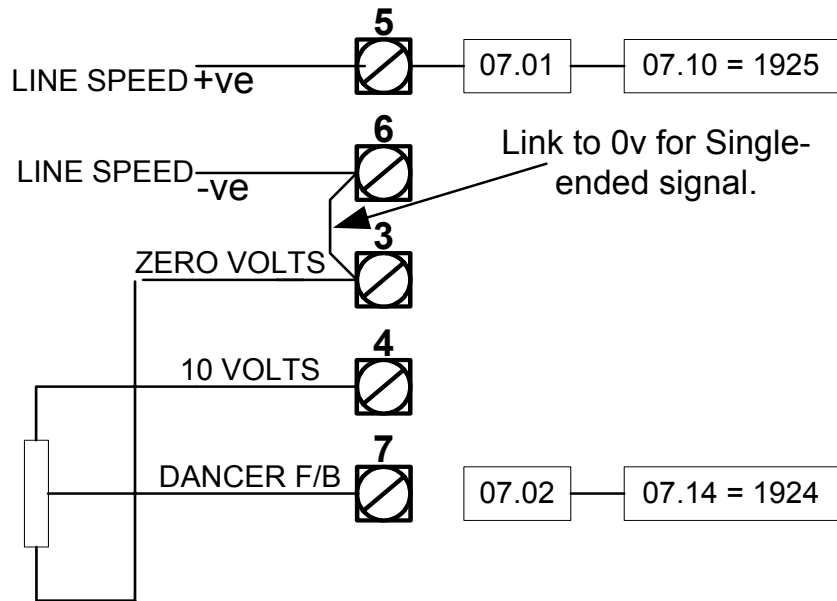 5
LINE SPEED +ve
07.01
07.10 = 1925
6
LINE SPEED -ve
Link to 0v for Single-
ended signal.
3
ZERO VOLTS
4
10 VOLTS
7
DANCER F/B
07.02
07.14 = 1924